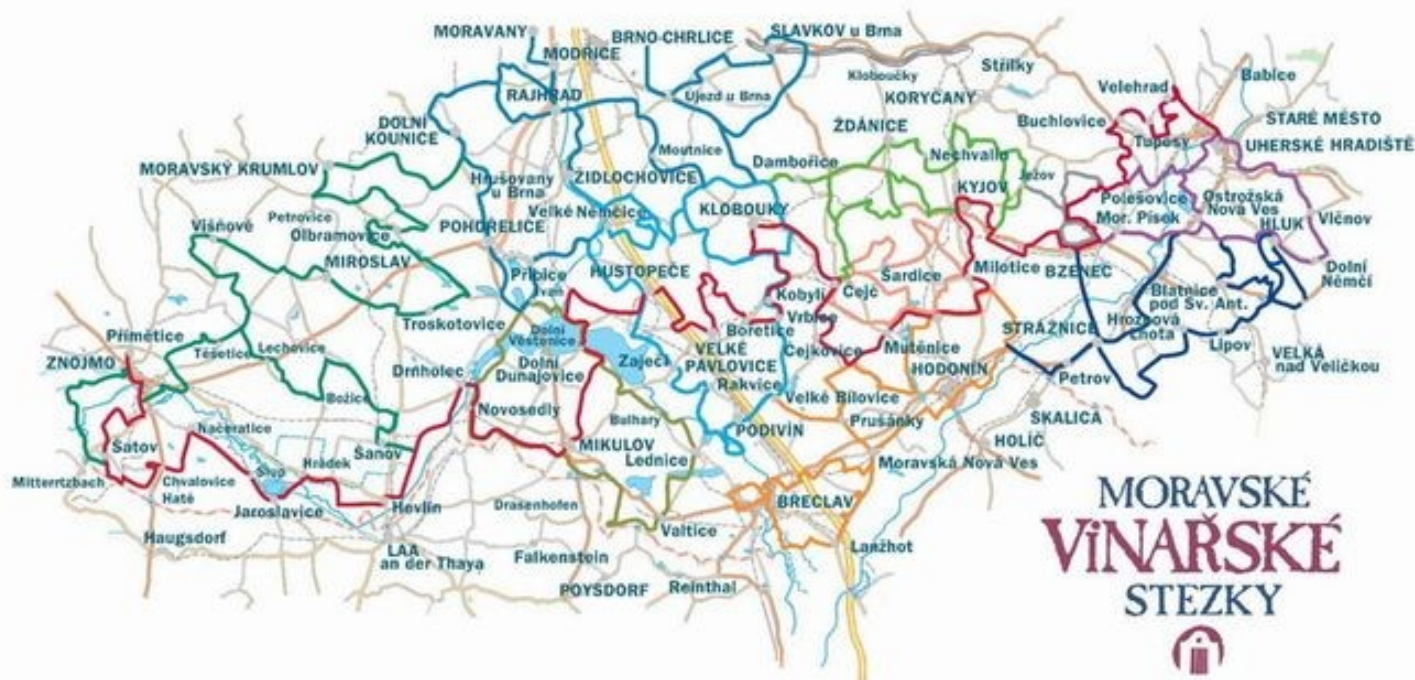 MORAVANY
MODŘICE
BRNO-CHRLICE
SLAVKOV u Brna
Kloboučky
Střílky
KORYČANY
Velehrad
Babice
RAJHRAD
Ujezd u Brna
DOLNÍ
KOUNICE
ŽDÁNICE
Buchlovice
Tupesy
STARÉ MĚSTO
UHERSKÉ HRADIŠTĚ
MORAVSKÝ KRUMLOV
Moutnice
Dambořice
Nechvalín
Ježov
Hrušovany
u Brna
ŽIDLOCHOVICE
KYJOV
Polešovice
Mor. Písek
Ostrožská
Nová Ves
Vlčnov
HLUK
Višňové
Petrovice
Olbramovice
POHOŘELICE
Velké Němčice
KLOBOUKY
MIROSLAV
Přibice
Ivaň
HUSTOPEČE
Šardice
Milotice
BZENEC
Dolní
Němčí
Kobylí
Čejč
Blatnice
pod Sv. Ant.
Troskotovice
Vrbice
Bořetice
Přímětice
Dolní
Věstonice
STRÁŽNICE
Hroznová
Lhota
Těšetice
Lechovice
Zaječí
VELKÉ
PAVLOVICE
Čejkovice
Mutěnice
Lipov
ZNOJMO
Dolní
Dunajovice
HODONÍN
VELKÁ
nad Veličkou
Drnholec
Rakvice
Petrov
Božice
Velké Bílovice
Novosedly
Bulhary
Prušánky
SKALICA
Načeratice
PODIVÍN
HOLÍČ
Šatov
Šanov
MIKULOV
Lednice
Hrádek
Moravská Nová Ves
Mitterrtzbach
Chvalovice
Hatě
Jaroslavice
Hevlín
Drasenhofen
BŘECLAV
Haugsdorf
Valtice
LAA
an der Thaya
Falkenstein
Lanžhot
POYSDORF
Reinthal
MORAVSKÉ
VINAŘSKÉ
STEZKY